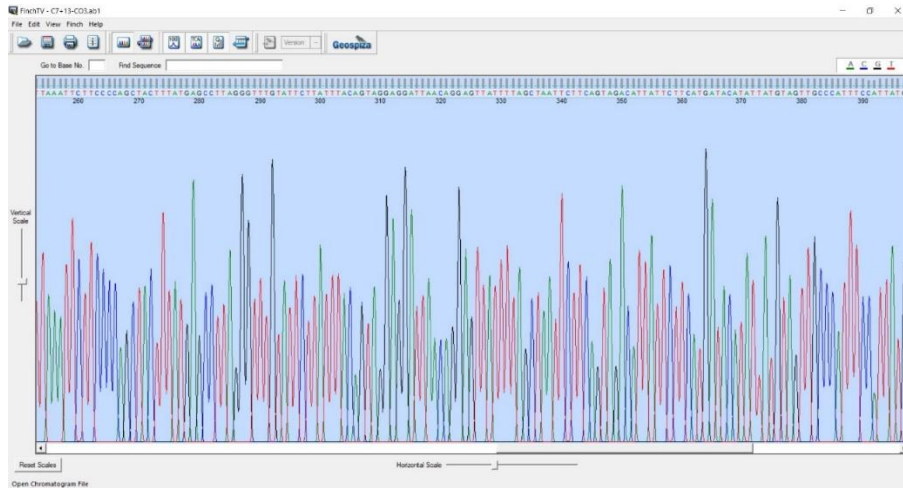 FinchTV - C7+13-CO3.ab1
File Edit View Finch Help
Version: Geospiza
Go to Base No. Find Sequence A C G T
TAAATTCTTCCCCAGCTACTTTATGAGCCTTAGGGTTTGTATTCTTATTTACAGTAGGAGGATTAACAGGAGTTATTTTAGCTAATTCTTCAGTAGACATTATTCTTCATGATACATATTATGTAGTTGCCCATTTCCATTAT
260 270 280 290 300 310 320 330 340 350 360 370 380 390
Vertical
Scale
Reset Scales Horizontal Scale
Open Chromatogram File